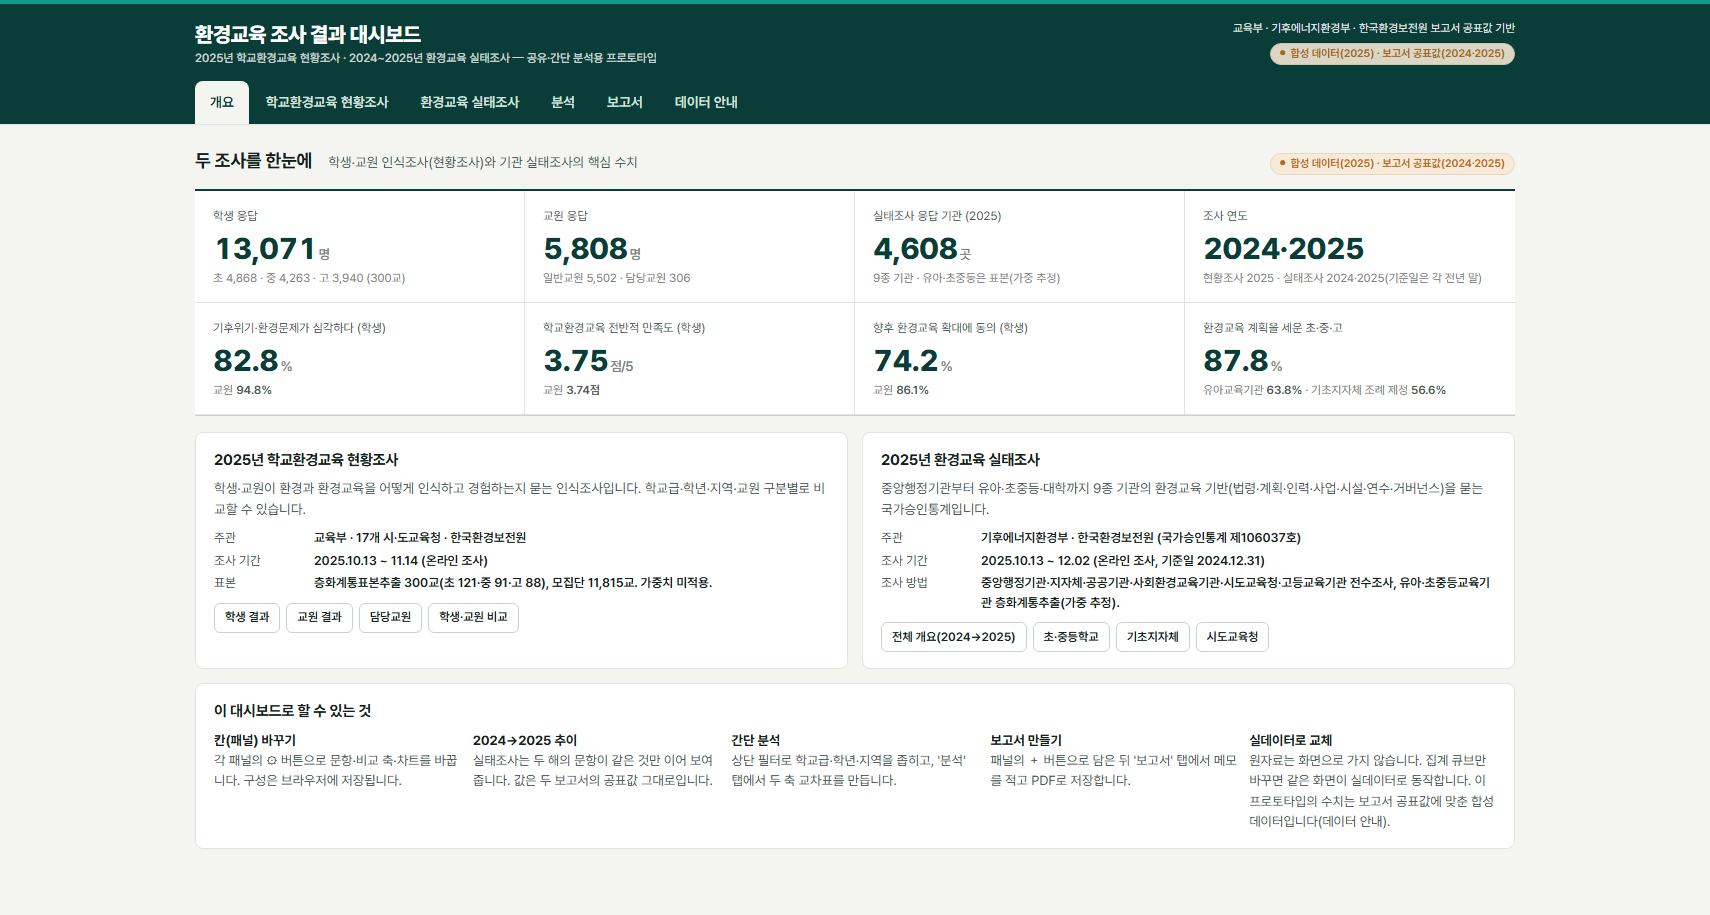 환경교육 조사 결과 대시보드
2025년 학교환경교육 현황조사 · 2024~2025년 환경교육 실태조사 — 공유·간단 분석용 프로토타입
교육부 · 기후에너지환경부 · 한국환경보전원 보고서 공표값 기반
합성 데이터(2025) · 보고서 공표값(2024·2025)
개요
학교환경교육 현황조사
환경교육 실태조사
분석
보고서
데이터 안내
두 조사를 한눈에
학생·교원 인식조사(현황조사)와 기관 실태조사의 핵심 수치
합성 데이터(2025) · 보고서 공표값(2024·2025)
학생 응답
13,071명
초 4,868 · 중 4,263 · 고 3,940 (300교)
교원 응답
5,808명
일반교원 5,502 · 담당교원 306
실태조사 응답 기관 (2025)
4,608곳
9종 기관 · 유아·초중등은 표본(가중 추정)
조사 연도
2024·2025
현황조사 2025 · 실태조사 2024·2025(기준일은 각 전년 말)
기후위기·환경문제가 심각하다 (학생)
82.8%
교원 94.8%
학교환경교육 전반적 만족도 (학생)
3.75점/5
교원 3.74점
향후 환경교육 확대에 동의 (학생)
74.2%
교원 86.1%
환경교육 계획을 세운 초·중·고
87.8%
유아교육기관 63.8% · 기초지자체 조례 제정 56.6%
2025년 학교환경교육 현황조사
학생·교원이 환경과 환경교육을 어떻게 인식하고 경험하는지 묻는 인식조사입니다. 학교급·학년·지역·교원 구분별로 비
교할 수 있습니다.
주관
교육부 · 17개 시·도교육청 · 한국환경보전원
조사 기간
2025.10.13 ~ 11.14 (온라인 조사)
표본
층화계통표본추출 300교(초 121·중 91·고 88), 모집단 11,815교. 가중치 미적용.
학생 결과
교원 결과
담당교원
학생·교원 비교
2025년 환경교육 실태조사
중앙행정기관부터 유아·초중등·대학까지 9종 기관의 환경교육 기반(법령·계획·인력·사업·시설·연수·거버넌스)을 묻는
국가승인통계입니다.
주관
기후에너지환경부 · 한국환경보전원 (국가승인통계 제106037호)
조사 기간
2025.10.13 ~ 12.02 (온라인 조사, 기준일 2024.12.31)
조사 방법
중앙행정기관·지자체·공공기관·사회환경교육기관·시도교육청·고등교육기관 전수조사, 유아·초중등교육기
관 층화계통추출(가중 추정).
전체 개요(2024→2025)
초·중등학교
기초지자체
시도교육청
이 대시보드로 할 수 있는 것
칸(패널) 바꾸기
각 패널의 ⚙ 버튼으로 문항·비교 축·차트를 바꿉
니다. 구성은 브라우저에 저장됩니다.
2024→2025 추이
실태조사는 두 해의 문항이 같은 것만 이어 보여
줍니다. 값은 두 보고서의 공표값 그대로입니다.
간단 분석
상단 필터로 학교급·학년·지역을 좁히고, '분석'
탭에서 두 축 교차표를 만듭니다.
보고서 만들기
패널의 + 버튼으로 담은 뒤 '보고서' 탭에서 메모
를 적고 PDF로 저장합니다.
실데이터로 교체
원자료는 화면으로 가지 않습니다. 집계 큐브만
바꾸면 같은 화면이 실데이터로 동작합니다. 이
프로토타입의 수치는 보고서 공표값에 맞춘 합성
데이터입니다(데이터 안내).